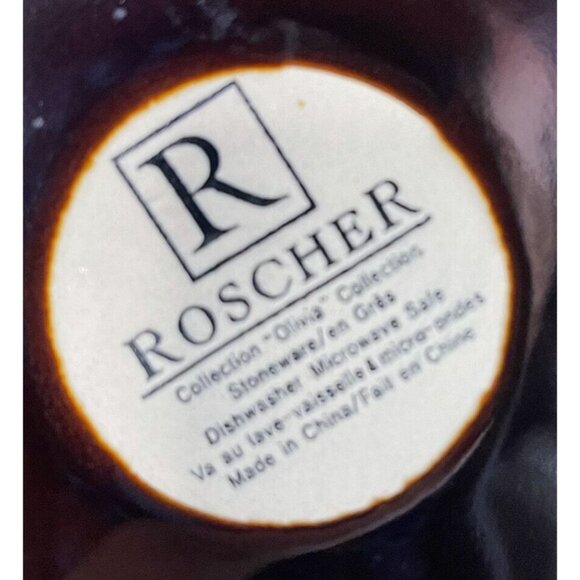 R
ROSCHER
Collection "Olivia" Collection
Stoneware/en Grès
Dishwasher Microwave Safe
Va au lave-vaisselle & micro-ondes
Made in China/Fait en Chine